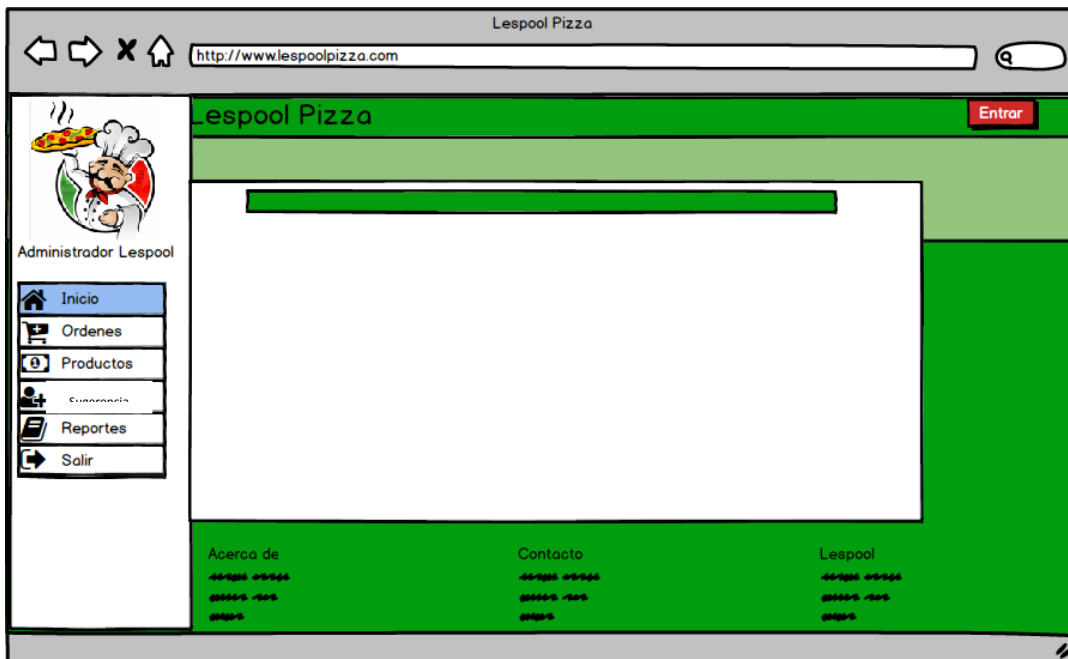 Lespool Pizza
http://www.lespoolpizza.com
Lespool Pizza
Entrar
Administrador Lespool
Inicio
Ordenes
Productos
Sugerencia
Reportes
Salir
Acerca de
Contacto
Lespool